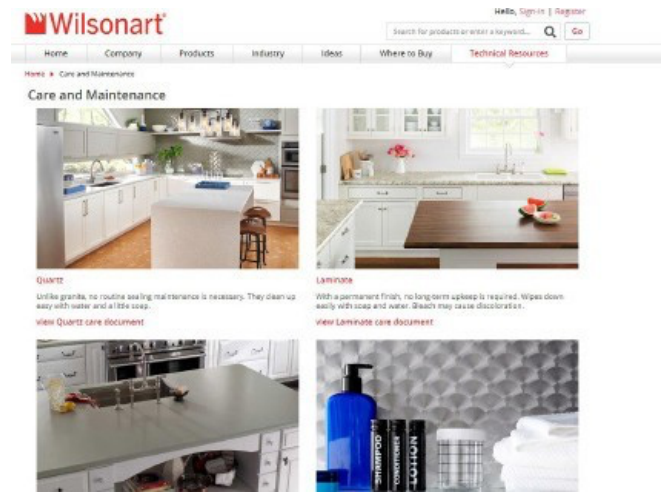 Wilsonart
Hello, Sign-in | Register
Search for products or enter a keyword... Go
Home Company Products Industry Ideas Where to Buy Technical Resources
Home Care and Maintenance
Care and Maintenance
Quartz
Unlike granite, no routine sealing maintenance is necessary. They clean up
easy with water and a little soap.
view Quartz care document
Laminate
With a permanent finish, no long-term upkeep is required. Wipes down
easily with soap and water. Bleach may cause discoloration.
view Laminate care document
SHAMPOO
CONDITIONER
LOTION